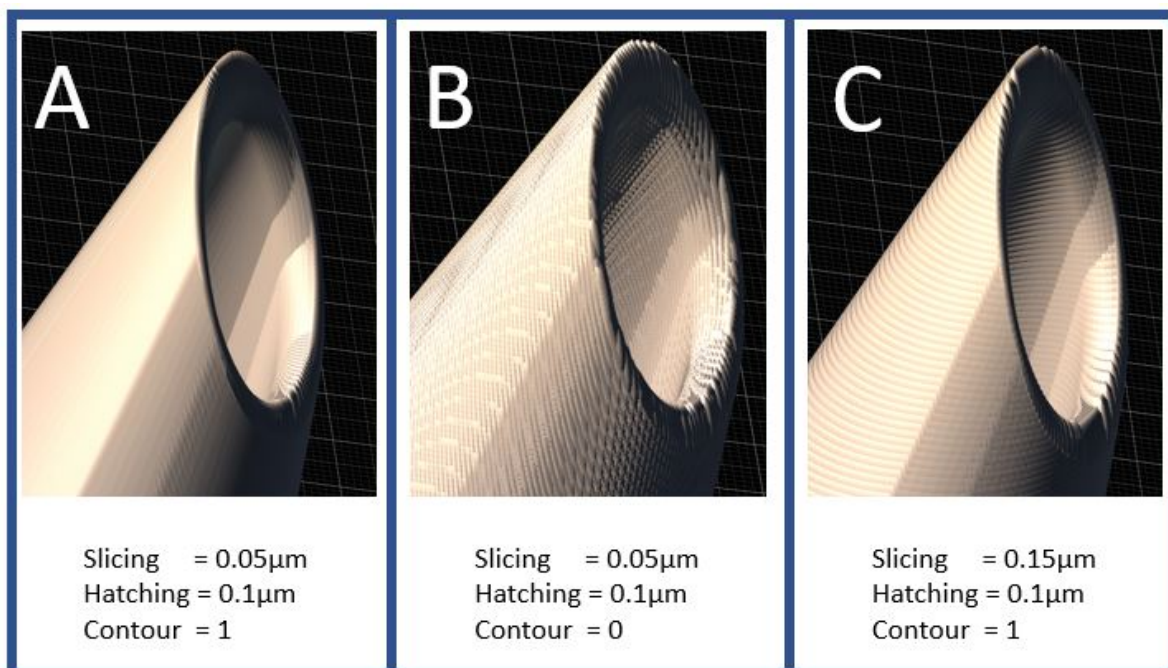 A
B
C
Slicing = 0.05µm
Hatching = 0.1µm
Contour = 1
Slicing = 0.05µm
Hatching = 0.1µm
Contour = 0
Slicing = 0.15µm
Hatching = 0.1µm
Contour = 1